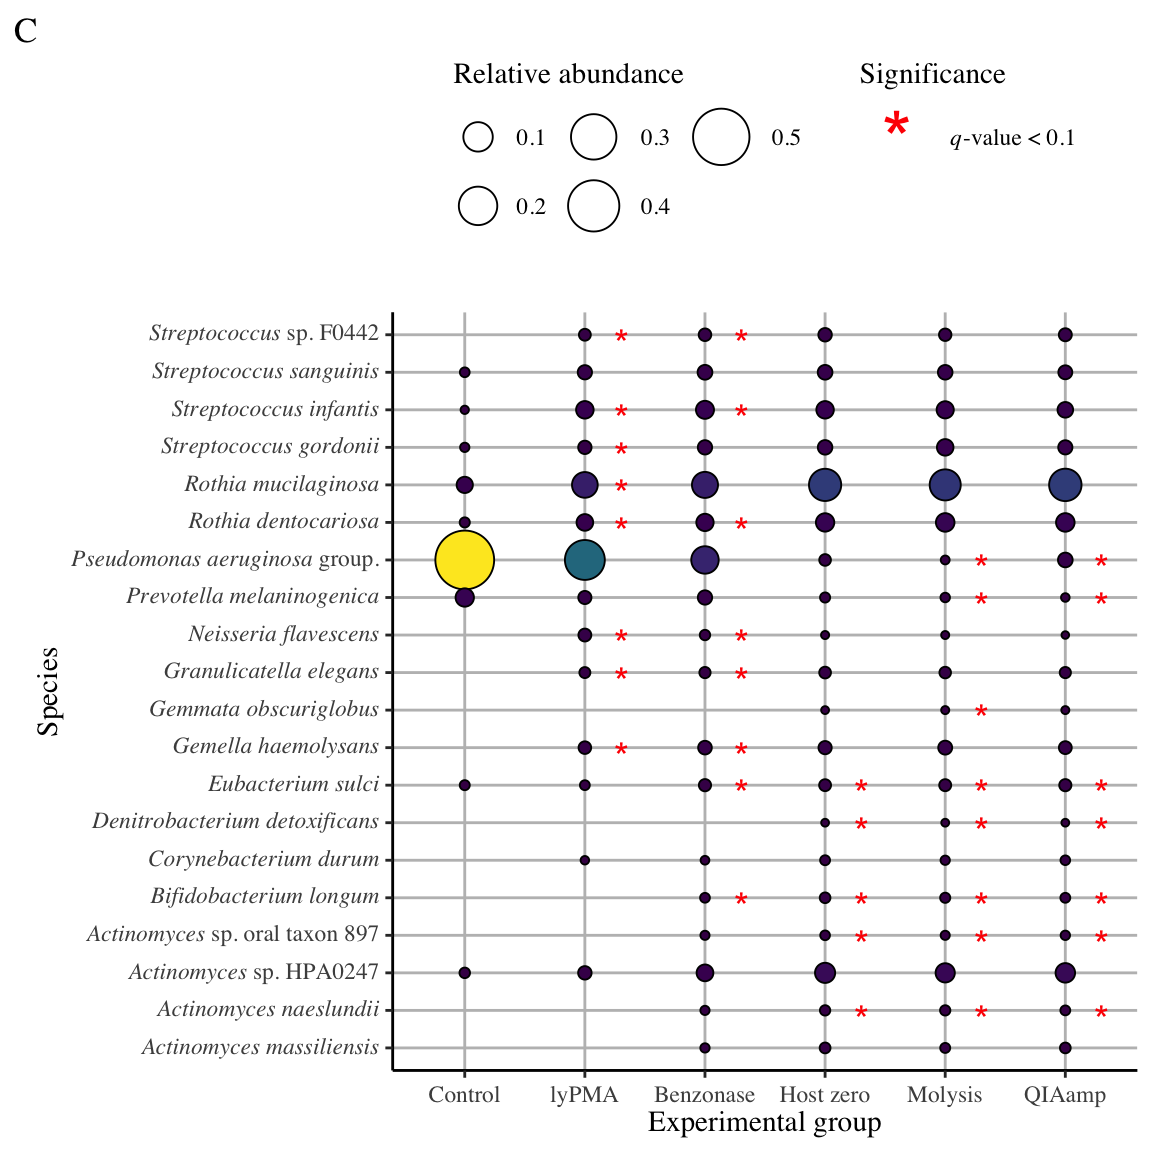 C
Relative abundance
Significance
0.1 0.3 0.5
* q-value < 0.1
0.2 0.4
Species
Streptococcus sp. F0442 * *
Streptococcus sanguinis
Streptococcus infantis * *
Streptococcus gordonii *
Rothia mucilaginosa *
Rothia dentocariosa * *
Pseudomonas aeruginosa group. * *
Prevotella melaninogenica * *
Neisseria flavescens * *
Granulicatella elegans * *
Gemmata obscuriglobus *
Gemella haemolysans * *
Eubacterium sulci * * * *
Denitrobacterium detoxificans * * *
Corynebacterium durum
Bifidobacterium longum * * * *
Actinomyces sp. oral taxon 897 * * *
Actinomyces sp. HPA0247
Actinomyces naeslundii * * *
Actinomyces massiliensis
Control lyPMA Benzonase Host zero Molysis QIAamp
Experimental group